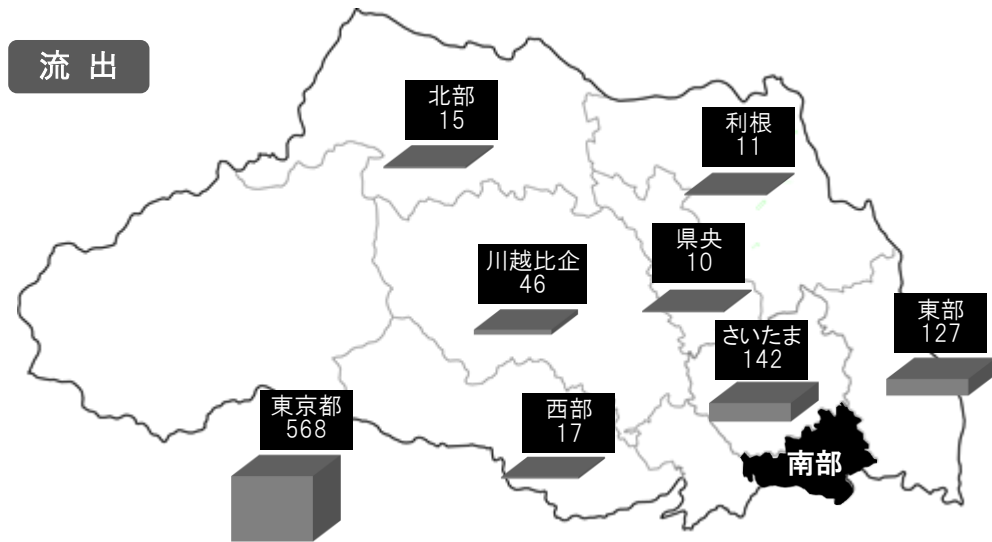 流 出
北部
15
利根
11
県央
10
川越比企
46
東部
127
さいたま
142
東京都
568
西部
17
南部